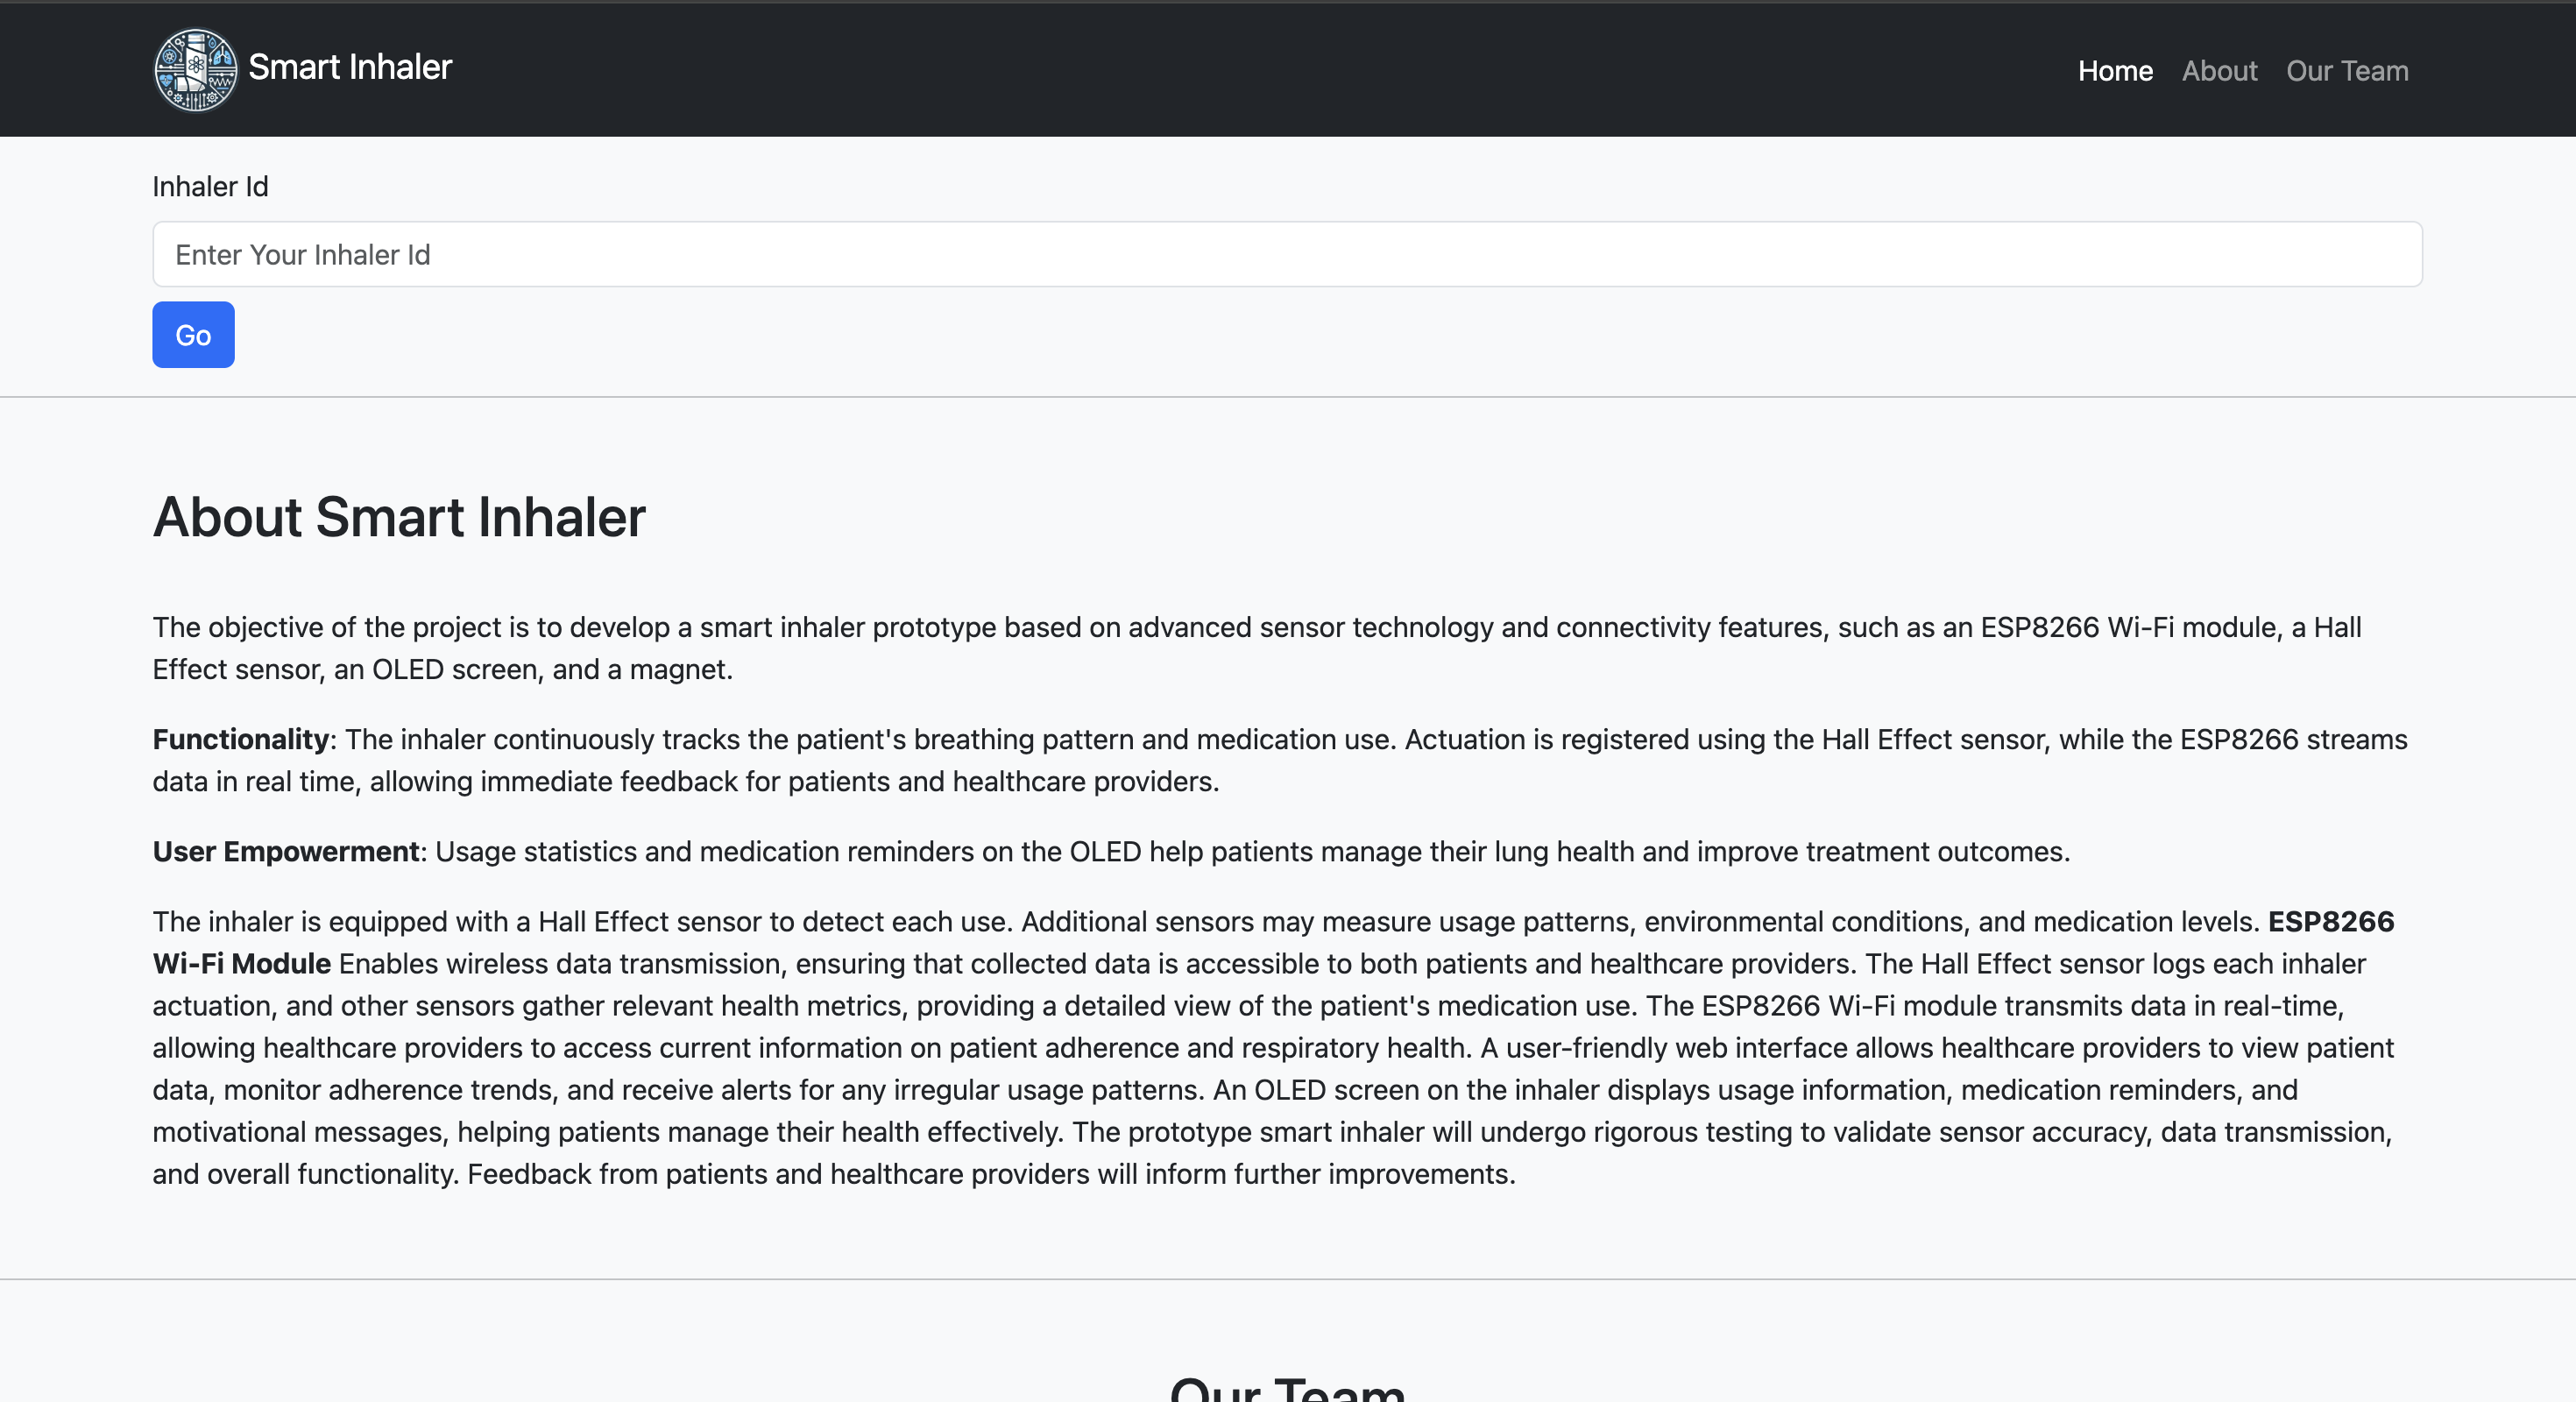 Smart Inhaler
Home About Our Team
Inhaler Id
Enter Your Inhaler Id
Go
About Smart Inhaler
The objective of the project is to develop a smart inhaler prototype based on advanced sensor technology and connectivity features, such as an ESP8266 Wi-Fi module, a Hall
Effect sensor, an OLED screen, and a magnet.
Functionality: The inhaler continuously tracks the patient's breathing pattern and medication use. Actuation is registered using the Hall Effect sensor, while the ESP8266 streams
data in real time, allowing immediate feedback for patients and healthcare providers.
User Empowerment: Usage statistics and medication reminders on the OLED help patients manage their lung health and improve treatment outcomes.
The inhaler is equipped with a Hall Effect sensor to detect each use. Additional sensors may measure usage patterns, environmental conditions, and medication levels. ESP8266
Wi-Fi Module Enables wireless data transmission, ensuring that collected data is accessible to both patients and healthcare providers. The Hall Effect sensor logs each inhaler
actuation, and other sensors gather relevant health metrics, providing a detailed view of the patient's medication use. The ESP8266 Wi-Fi module transmits data in real-time,
allowing healthcare providers to access current information on patient adherence and respiratory health. A user-friendly web interface allows healthcare providers to view patient
data, monitor adherence trends, and receive alerts for any irregular usage patterns. An OLED screen on the inhaler displays usage information, medication reminders, and
motivational messages, helping patients manage their health effectively. The prototype smart inhaler will undergo rigorous testing to validate sensor accuracy, data transmission,
and overall functionality. Feedback from patients and healthcare providers will inform further improvements.
Our Team